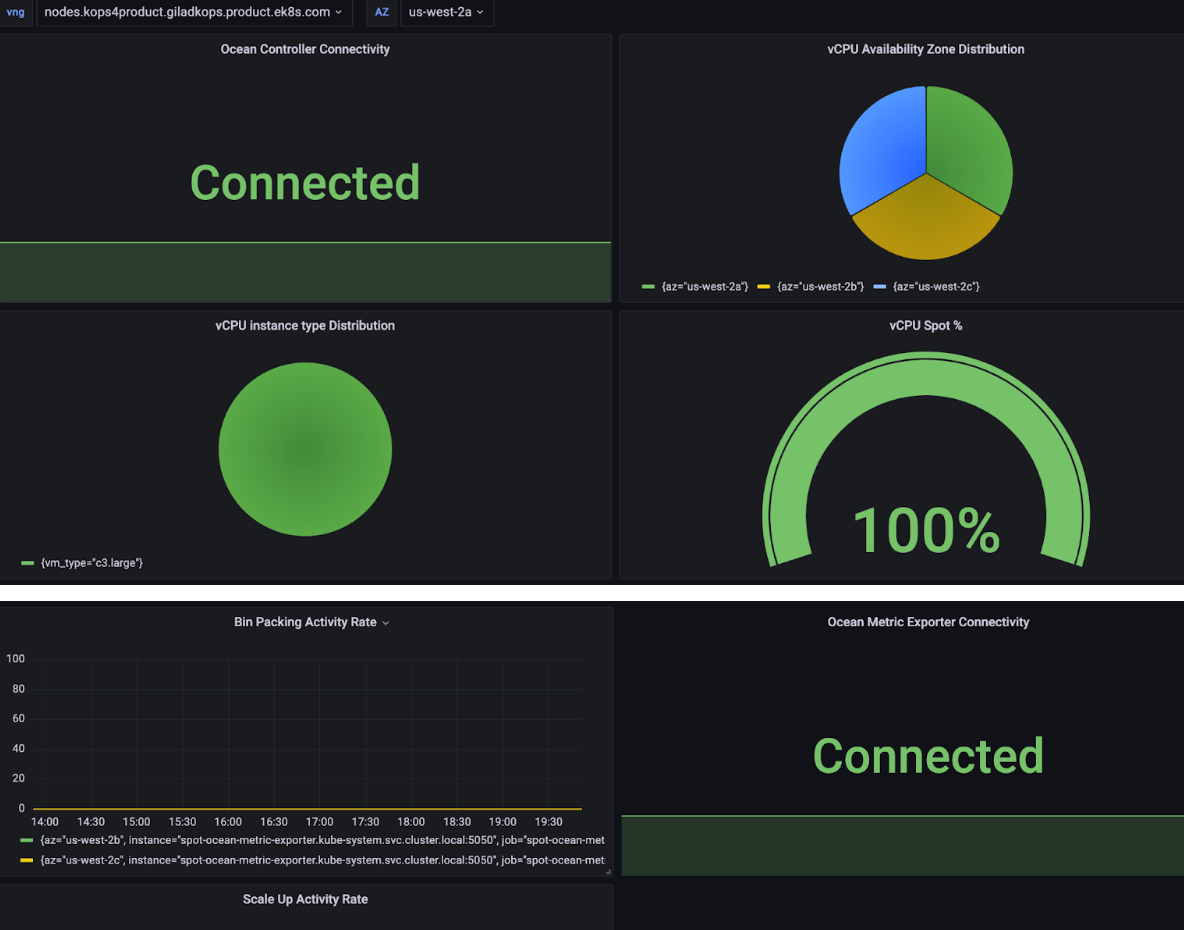 vng nodes.kops4product.giladkops.product.ek8s.com AZ us-west-2a
Ocean Controller Connectivity
Connected
vCPU Availability Zone Distribution
{az="us-west-2a"} {az="us-west-2b"} {az="us-west-2c"}
vCPU instance type Distribution
{vm_type="c3.large"}
vCPU Spot %
100%
Bin Packing Activity Rate
100
80
60
40
20
0
14:00 14:30 15:00 15:30 16:00 16:30 17:00 17:30 18:00 18:30 19:00 19:30
{az="us-west-2b", instance="spot-ocean-metric-exporter.kube-system.svc.cluster.local:5050", job="spot-ocean-met
{az="us-west-2c", instance="spot-ocean-metric-exporter.kube-system.svc.cluster.local:5050", job="spot-ocean-met
Ocean Metric Exporter Connectivity
Connected
Scale Up Activity Rate